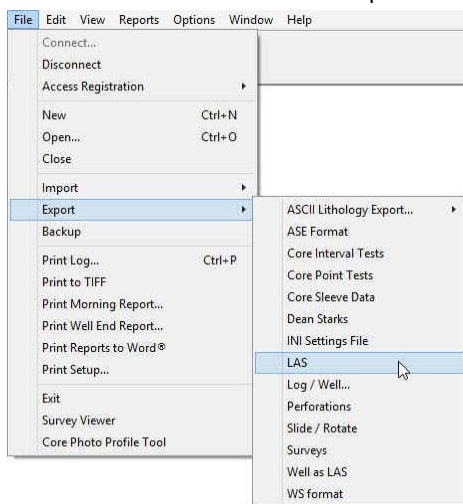 File Edit View Reports Options Window Help
Connect...
Disconnect
Access Registration
New Ctrl+N
Open... Ctrl+O
Close
Import
Export
Backup
Print Log... Ctrl+P
Print to TIFF
Print Morning Report...
Print Well End Report...
Print Reports to Word®
Print Setup...
Exit
Survey Viewer
Core Photo Profile Tool
ASCII Lithology Export...
ASE Format
Core Interval Tests
Core Point Tests
Core Sleeve Data
Dean Starks
INI Settings File
LAS
Log / Well...
Perforations
Slide / Rotate
Surveys
Well as LAS
WS format